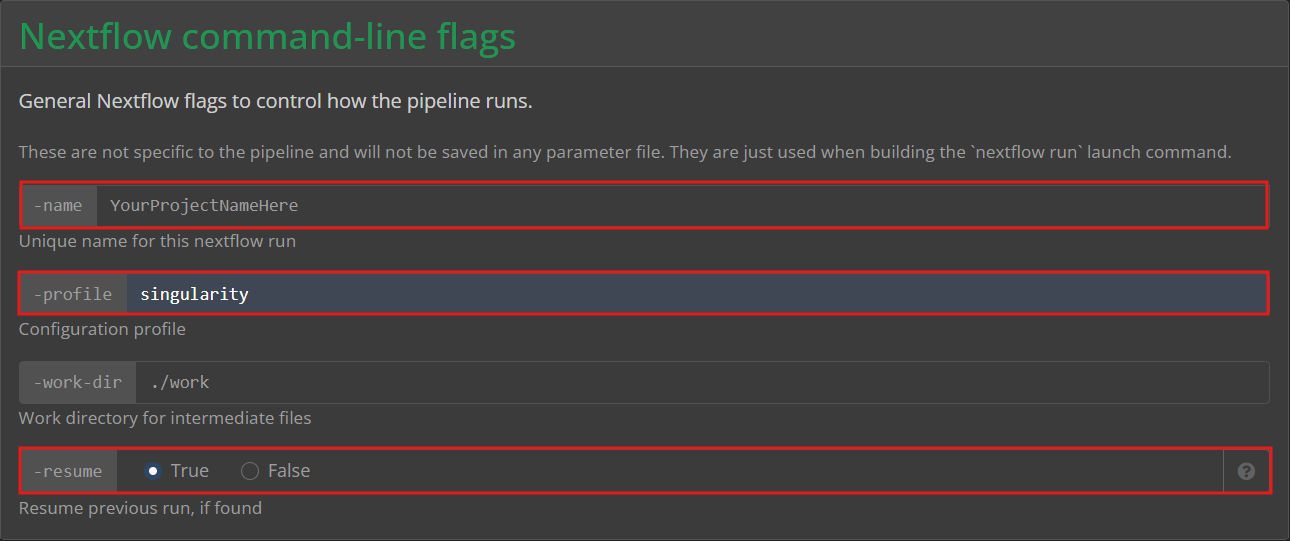 Nextflow command-line flags
General Nextflow flags to control how the pipeline runs.
These are not specific to the pipeline and will not be saved in any parameter file. They are just used when building the `nextflow run` launch command.
-name YourProjectNameHere
Unique name for this nextflow run
-profile singularity
Configuration profile
-work-dir ./work
Work directory for intermediate files
-resume True False ?
Resume previous run, if found